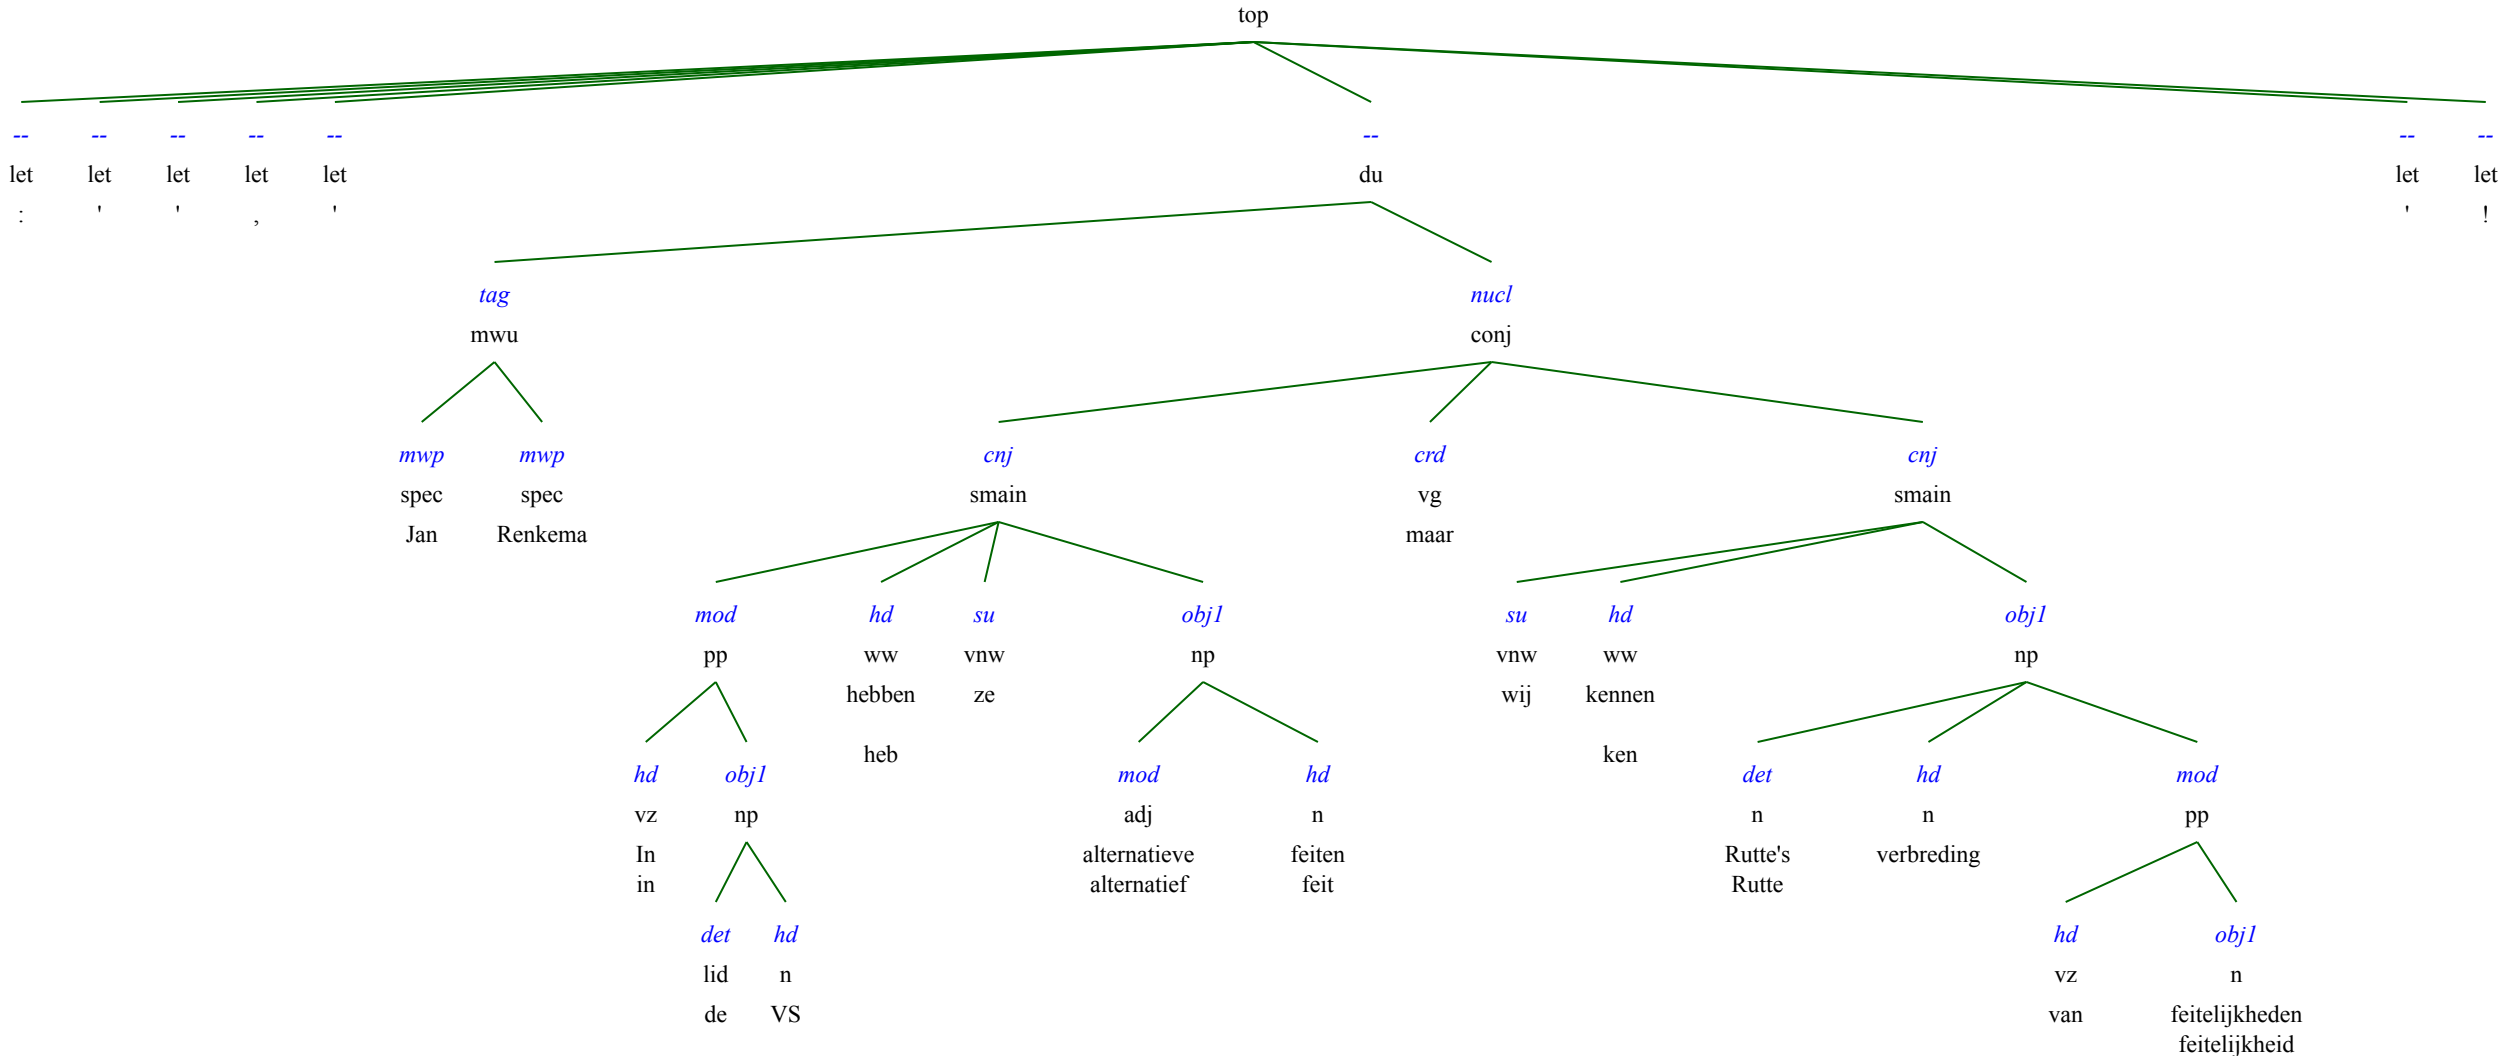 top
-- -- -- -- -- -- -- --
let let let let let du let let
: ' ' , ' ' !
tag nucl
mwu conj
mwp mwp cnj crd cnj
spec spec smain vg smain
Jan Renkema maar
mod hd su obj1 su hd obj1
pp ww vnw np vnw ww np
hebben ze wij kennen
heb ken
hd obj1 mod hd det hd mod
vz np adj n n n pp
In alternatieve feiten Rutte's verbreding
in alternatief feit Rutte
det hd hd obj1
lid n vz n
de VS van feitelijkheden
feitelijkheid